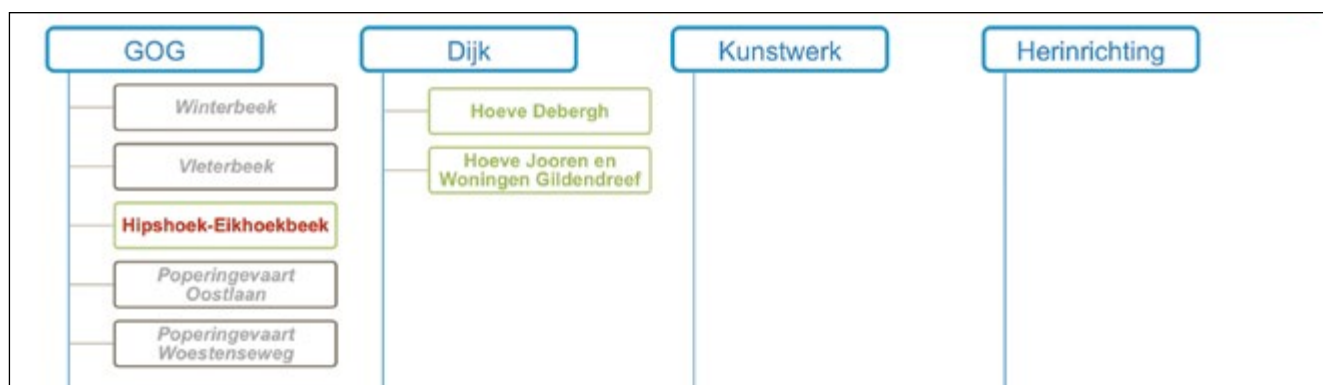 GOG
Winterbeek
Vleterbeek
Hipshoek-Eikhoekbeek
Poperingevaart
Oostlaan
Poperingevaart
Woestenseweg
Dijk
Hoeve Debergh
Hoeve Jooren en
Woningen Gildendreef
Kunstwerk
Herinrichting